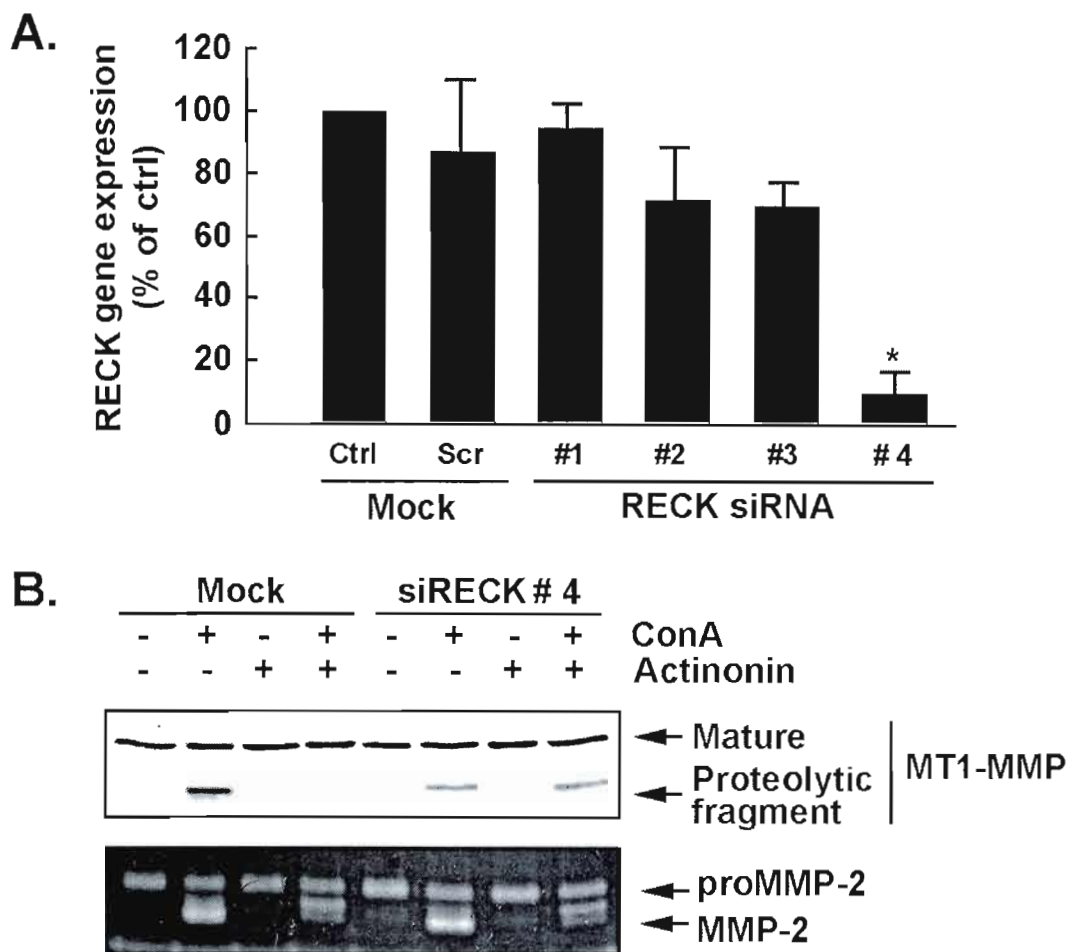 A.
RECK gene expression
(% of ctrl)
120
100
80
60
40
20
0
*
Ctrl Scr #1 #2 #3 # 4
Mock RECK siRNA
B.
Mock siRECK # 4
- + - + - + - + ConA
- - + + - - + + Actinonin
Mature
Proteolytic
fragment
MT1-MMP
proMMP-2
MMP-2